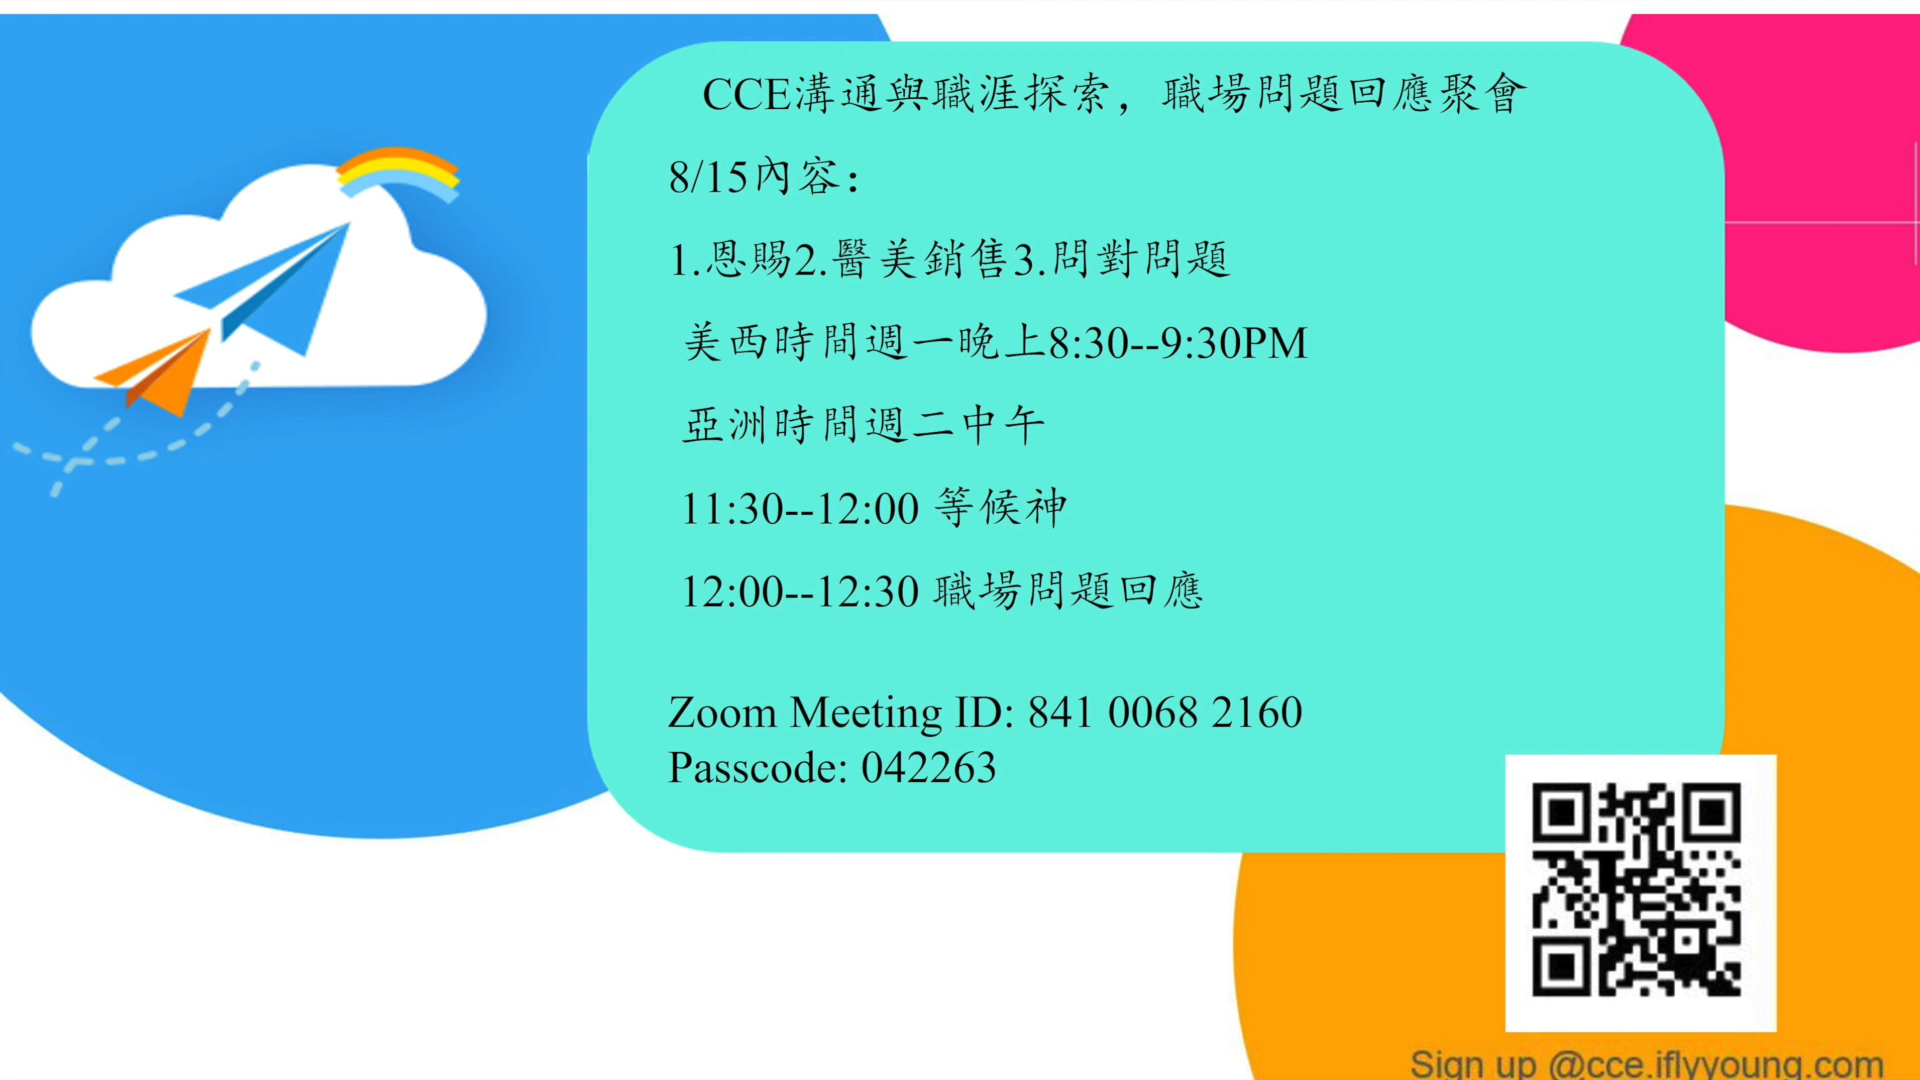 CCE溝通與職涯探索，職場問題回應聚會
8/15內容：
1.恩賜2.醫美銷售3.問對問題
美西時間週一晚上8:30--9:30PM
亞洲時間週二中午
11:30--12:00 等候神
12:00--12:30 職場問題回應
Zoom Meeting ID: 841 0068 2160
Passcode: 042263
Sign up @cce.iflyyoung.com